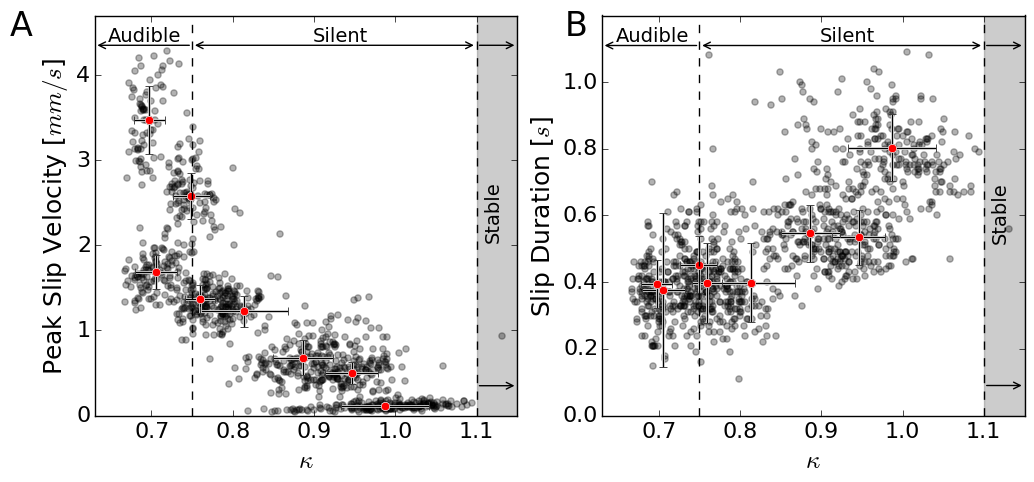 A
Audible
Silent
Stable
Peak Slip Velocity [mm/s]
4
3
2
1
0
0.7
0.8
0.9
1.0
1.1
κ
B
Audible
Silent
Stable
Slip Duration [s]
1.0
0.8
0.6
0.4
0.2
0.0
0.7
0.8
0.9
1.0
1.1
κ